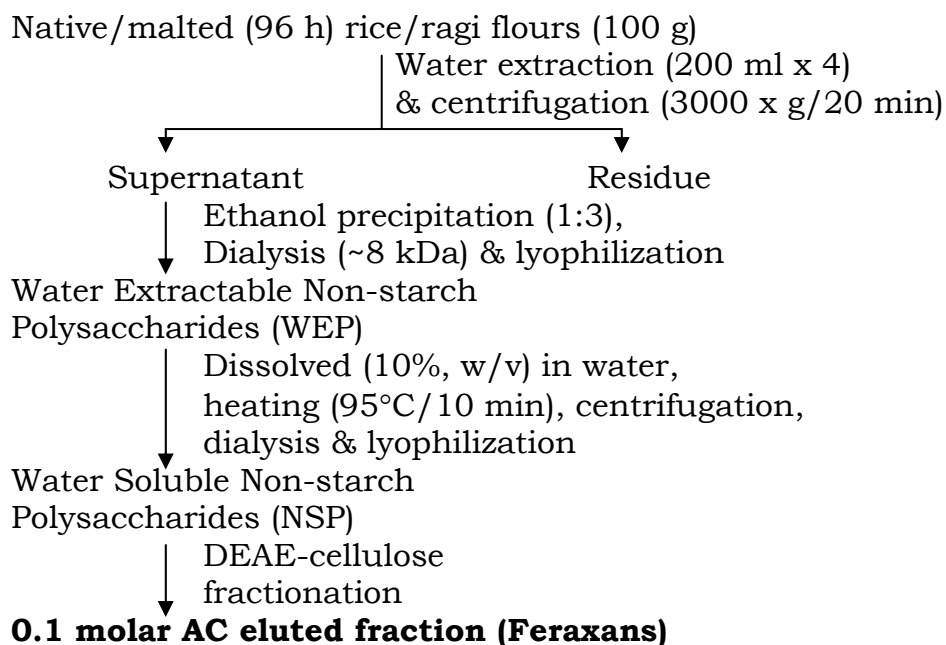 Native/malted (96 h) rice/ragi flours (100 g)
Water extraction (200 ml x 4)
& centrifugation (3000 x g/20 min)
Supernatant Residue
Ethanol precipitation (1:3),
Dialysis (~8 kDa) & lyophilization
Water Extractable Non-starch
Polysaccharides (WEP)
Dissolved (10%, w/v) in water,
heating (95°C/10 min), centrifugation,
dialysis & lyophilization
Water Soluble Non-starch
Polysaccharides (NSP)
DEAE-cellulose
fractionation
0.1 molar AC eluted fraction (Feraxans)